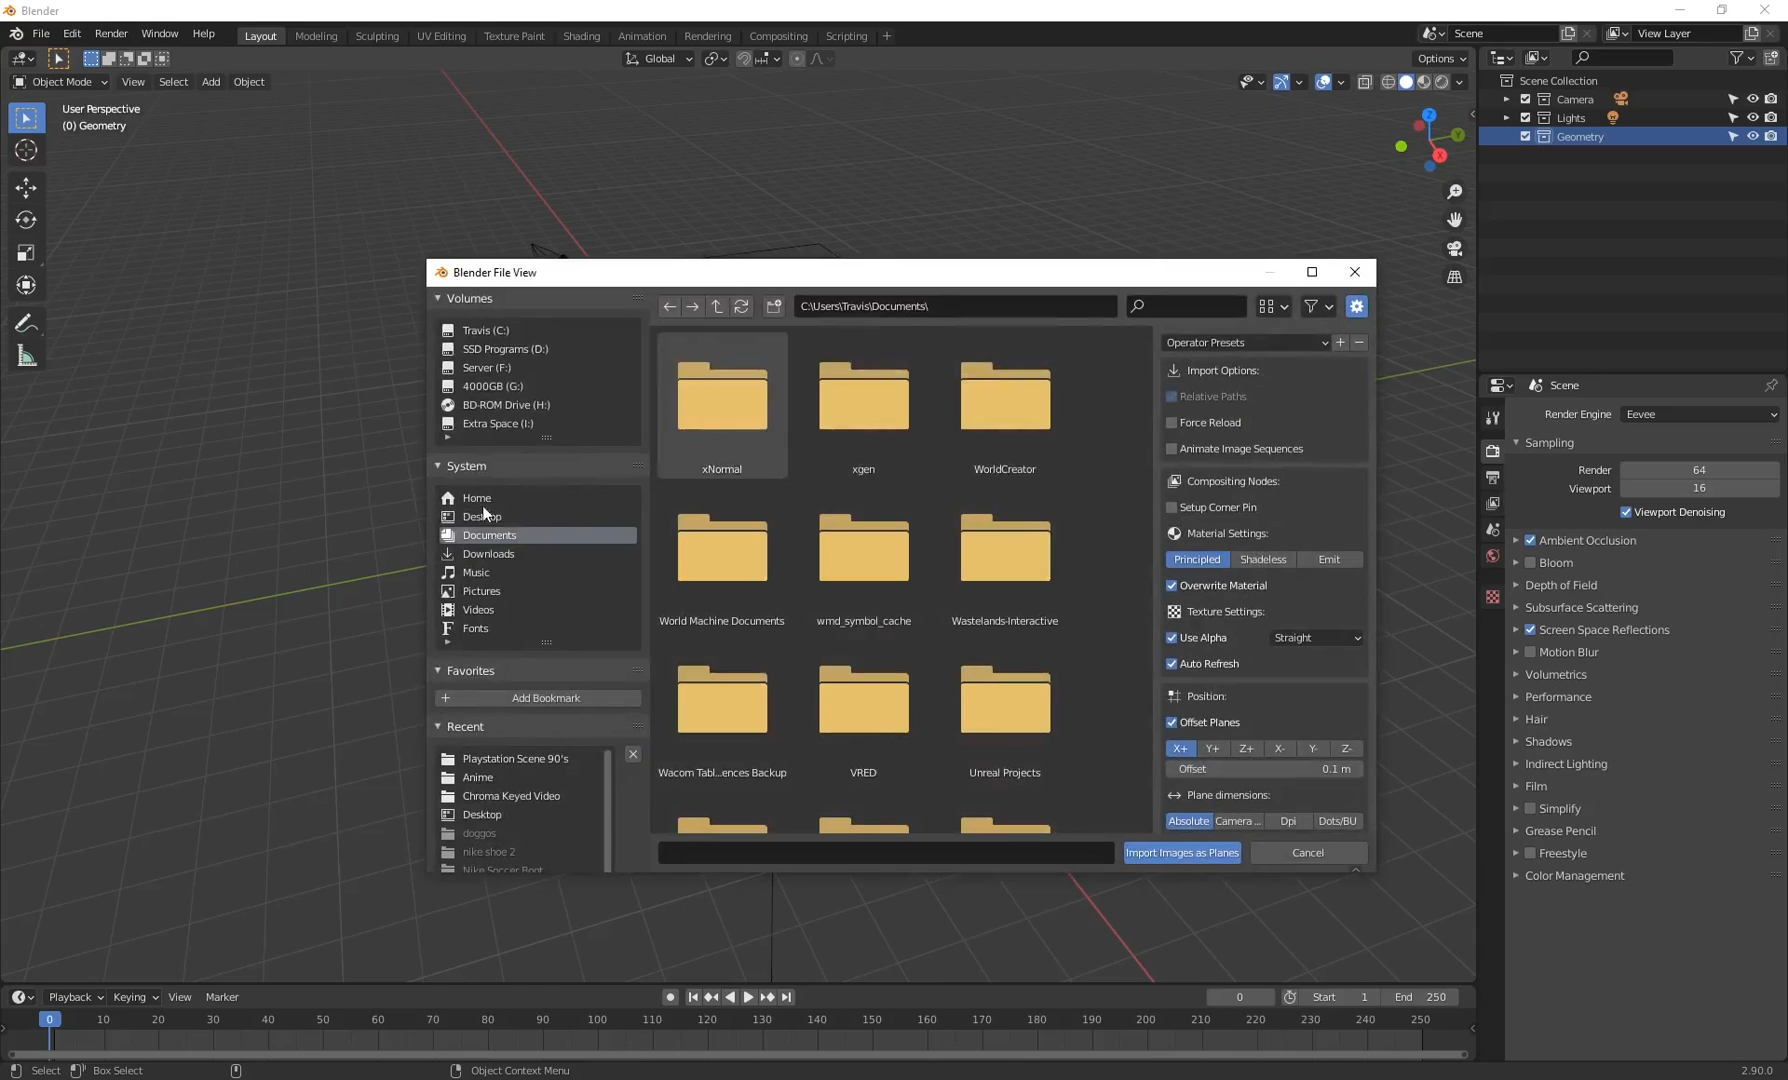 Blender
File Edit Render Window Help Layout Modeling Sculpting UV Editing Texture Paint Shading Animation Rendering Compositing Scripting + Scene View Layer
Global Options
Object Mode View Select Add Object
User Perspective
(0) Geometry
Z
Y
X
Scene Collection
Camera
Lights
Geometry
Blender File View
Volumes
Travis (C:)
SSD Programs (D:)
Server (F:)
4000GB (G:)
BD-ROM Drive (H:)
Extra Space (I:)
System
Home
Desktop
Documents
Downloads
Music
Pictures
Videos
Fonts
Favorites
+ Add Bookmark
Recent
Playstation Scene 90's
Anime
Chroma Keyed Video
Desktop
doggos
nike shoe 2
Nike Soccer Boot
C:\Users\Travis\Documents\
xNormal xgen WorldCreator
World Machine Documents wmd_symbol_cache Wastelands-Interactive
Wacom Tabl...ences Backup VRED Unreal Projects
Operator Presets
Import Options:
Relative Paths
Force Reload
Animate Image Sequences
Compositing Nodes:
Setup Corner Pin
Material Settings:
Principled Shadeless Emit
Overwrite Material
Texture Settings:
Use Alpha Straight
Auto Refresh
Position:
Offset Planes
X+ Y+ Z+ X- Y- Z-
Offset 0.1 m
Plane dimensions:
Absolute Camera ... Dpi Dots/BU
Import Images as Planes Cancel
Scene
Render Engine Eevee
Sampling
Render 64
Viewport 16
Viewport Denoising
Ambient Occlusion
Bloom
Depth of Field
Subsurface Scattering
Screen Space Reflections
Motion Blur
Volumetrics
Performance
Hair
Shadows
Indirect Lighting
Film
Simplify
Grease Pencil
Freestyle
Color Management
Playback Keying View Marker 0 Start 1 End 250
0 10 20 30 40 50 60 70 80 90 100 110 120 130 140 150 160 170 180 190 200 210 220 230 240 250
Select Box Select Object Context Menu 2.90.0